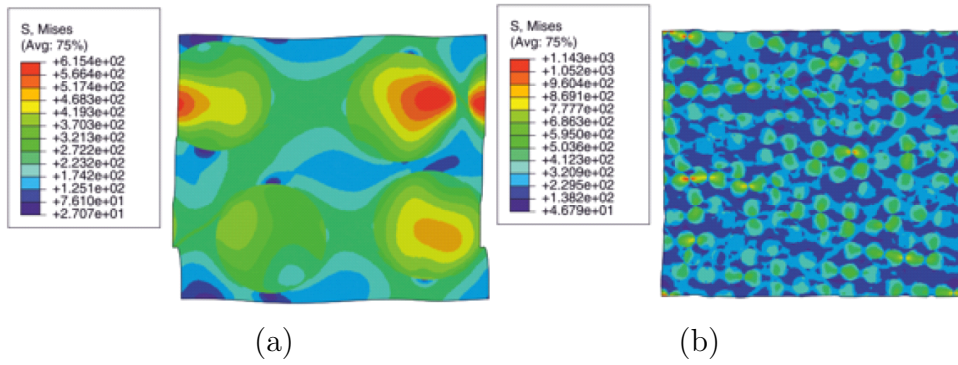 S, Mises
(Avg: 75%)
+6.154e+02
+5.664e+02
+5.174e+02
+4.683e+02
+4.193e+02
+3.703e+02
+3.213e+02
+2.722e+02
+2.232e+02
+1.742e+02
+1.251e+02
+7.610e+01
+2.707e+01
S, Mises
(Avg: 75%)
+1.143e+03
+1.052e+03
+9.604e+02
+8.691e+02
+7.777e+02
+6.863e+02
+5.950e+02
+5.036e+02
+4.123e+02
+3.209e+02
+2.295e+02
+1.382e+02
+4.679e+01
(a)
(b)